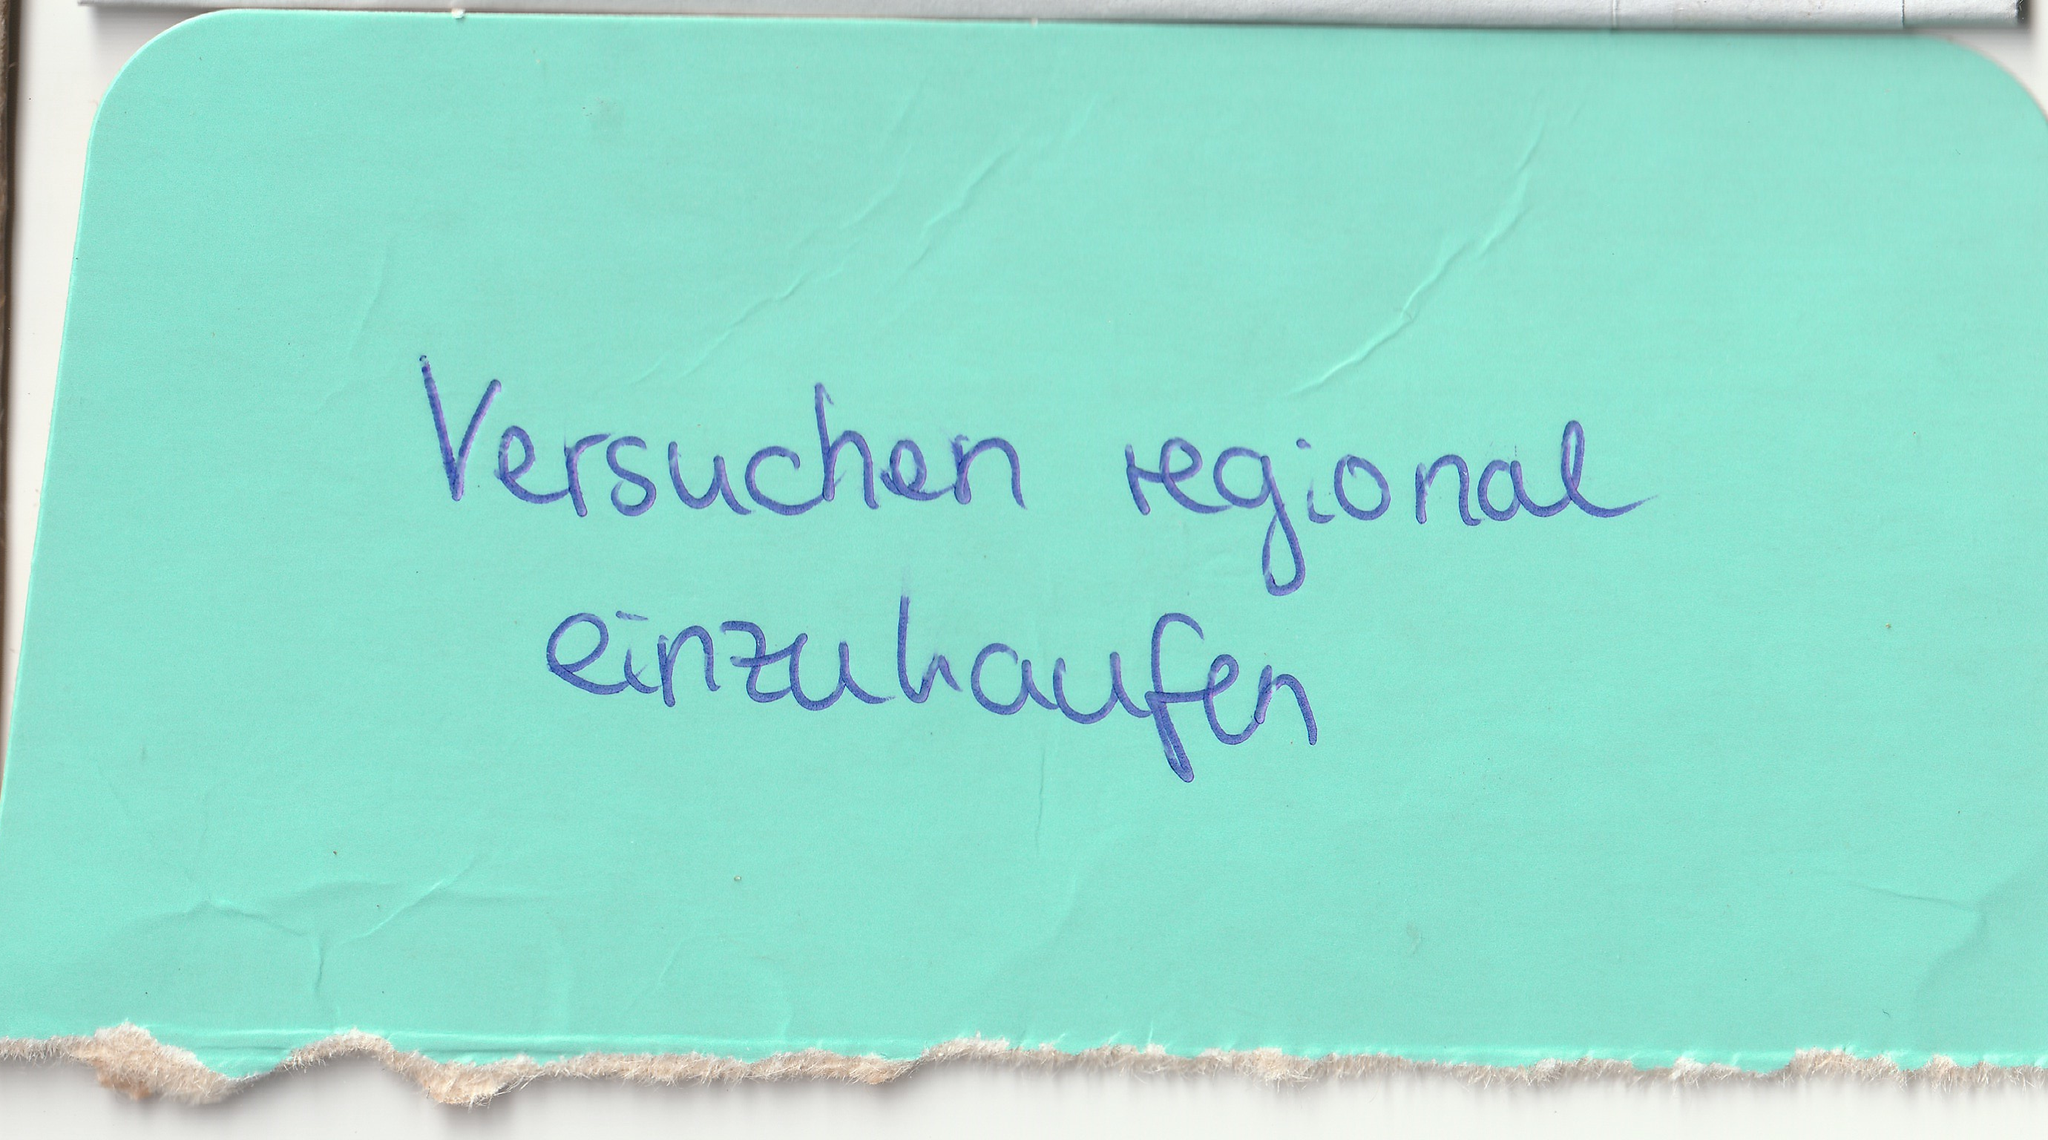 Versuchen regional
einzukaufen